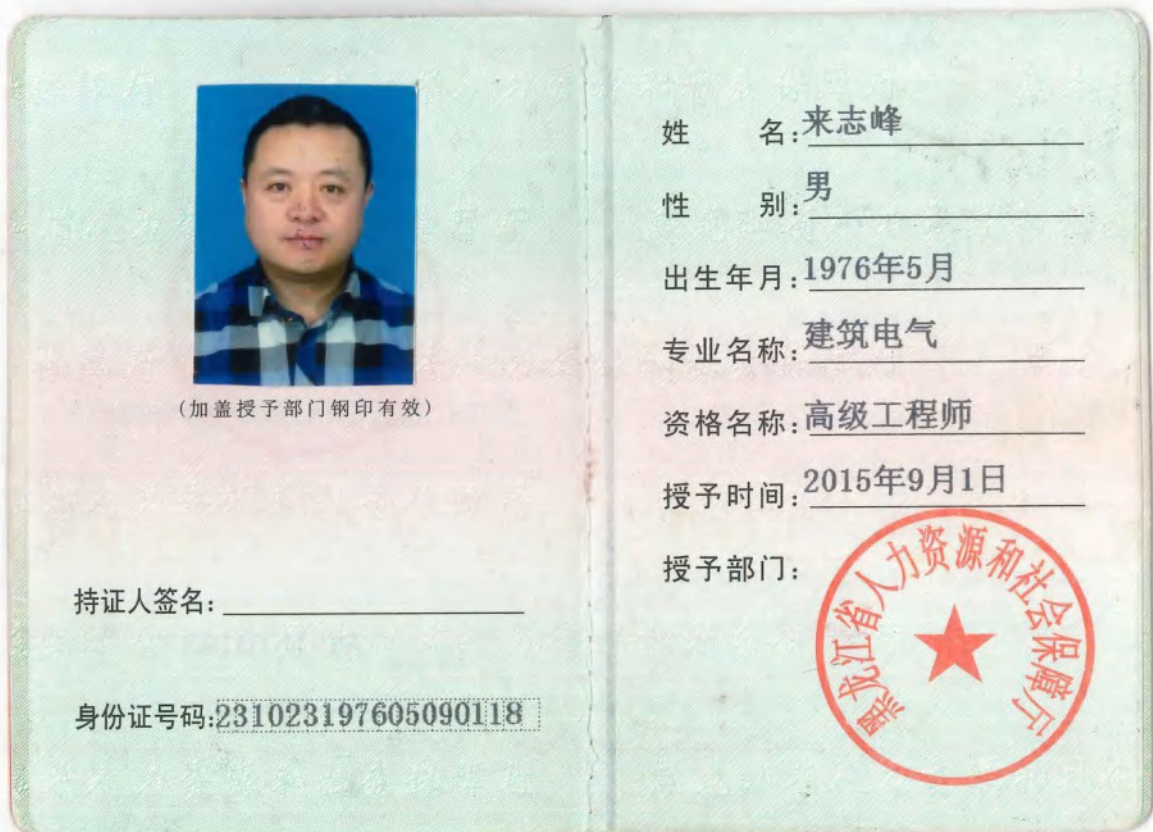 (加盖授予部门钢印有效)
持证人签名:
身份证号码:231023197605090118
姓名:来志峰
性别:男
出生年月:1976年5月
专业名称:建筑电气
资格名称:高级工程师
授予时间:2015年9月1日
授予部门:
黑龙江省人力资源和社会保障厅